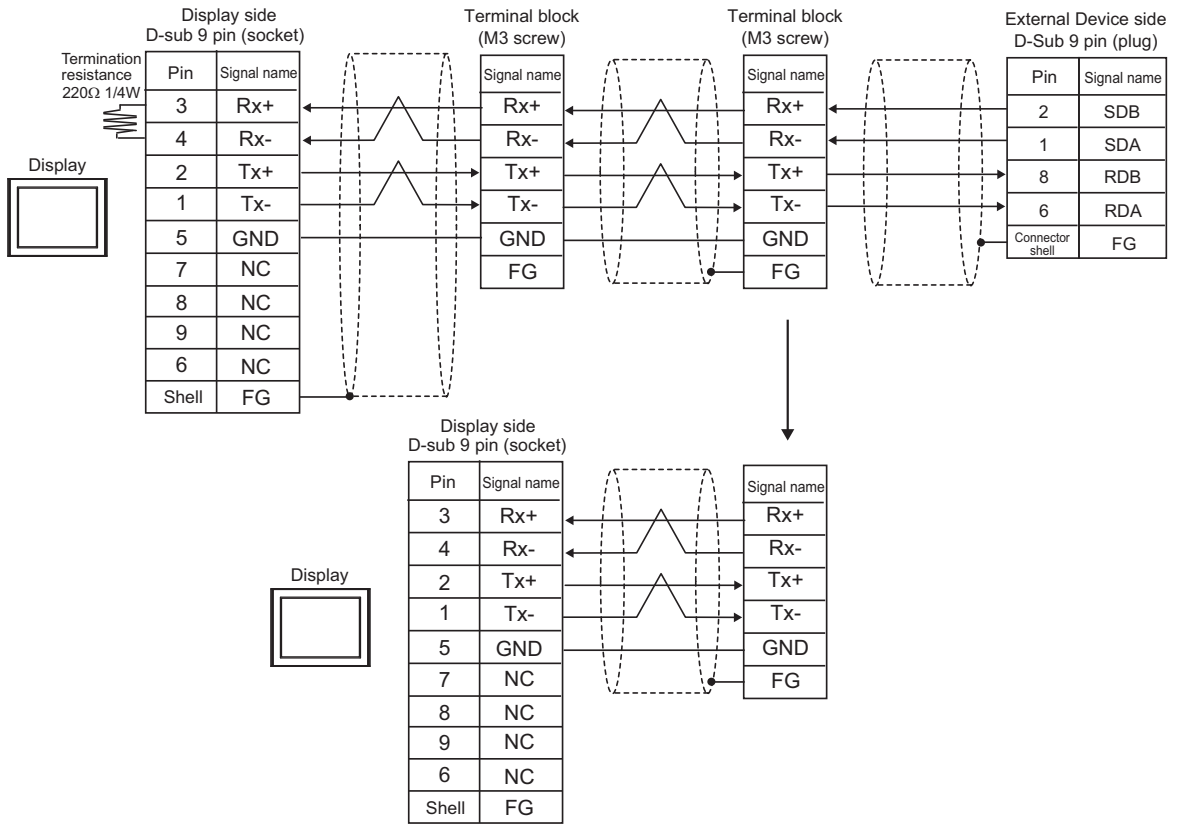 Display side
D-sub 9 pin (socket)
Terminal block
(M3 screw)
Terminal block
(M3 screw)
External Device side
D-Sub 9 pin (plug)
Termination
resistance
220Ω 1/4W
Display
Pin Signal name
3 Rx+
4 Rx-
2 Tx+
1 Tx-
5 GND
7 NC
8 NC
9 NC
6 NC
Shell FG
Signal name
Rx+
Rx-
Tx+
Tx-
GND
FG
Signal name
Rx+
Rx-
Tx+
Tx-
GND
FG
Pin Signal name
2 SDB
1 SDA
8 RDB
6 RDA
Connector
shell
FG
Display side
D-sub 9 pin (socket)
Display
Pin Signal name
3 Rx+
4 Rx-
2 Tx+
1 Tx-
5 GND
7 NC
8 NC
9 NC
6 NC
Shell FG
Signal name
Rx+
Rx-
Tx+
Tx-
GND
FG